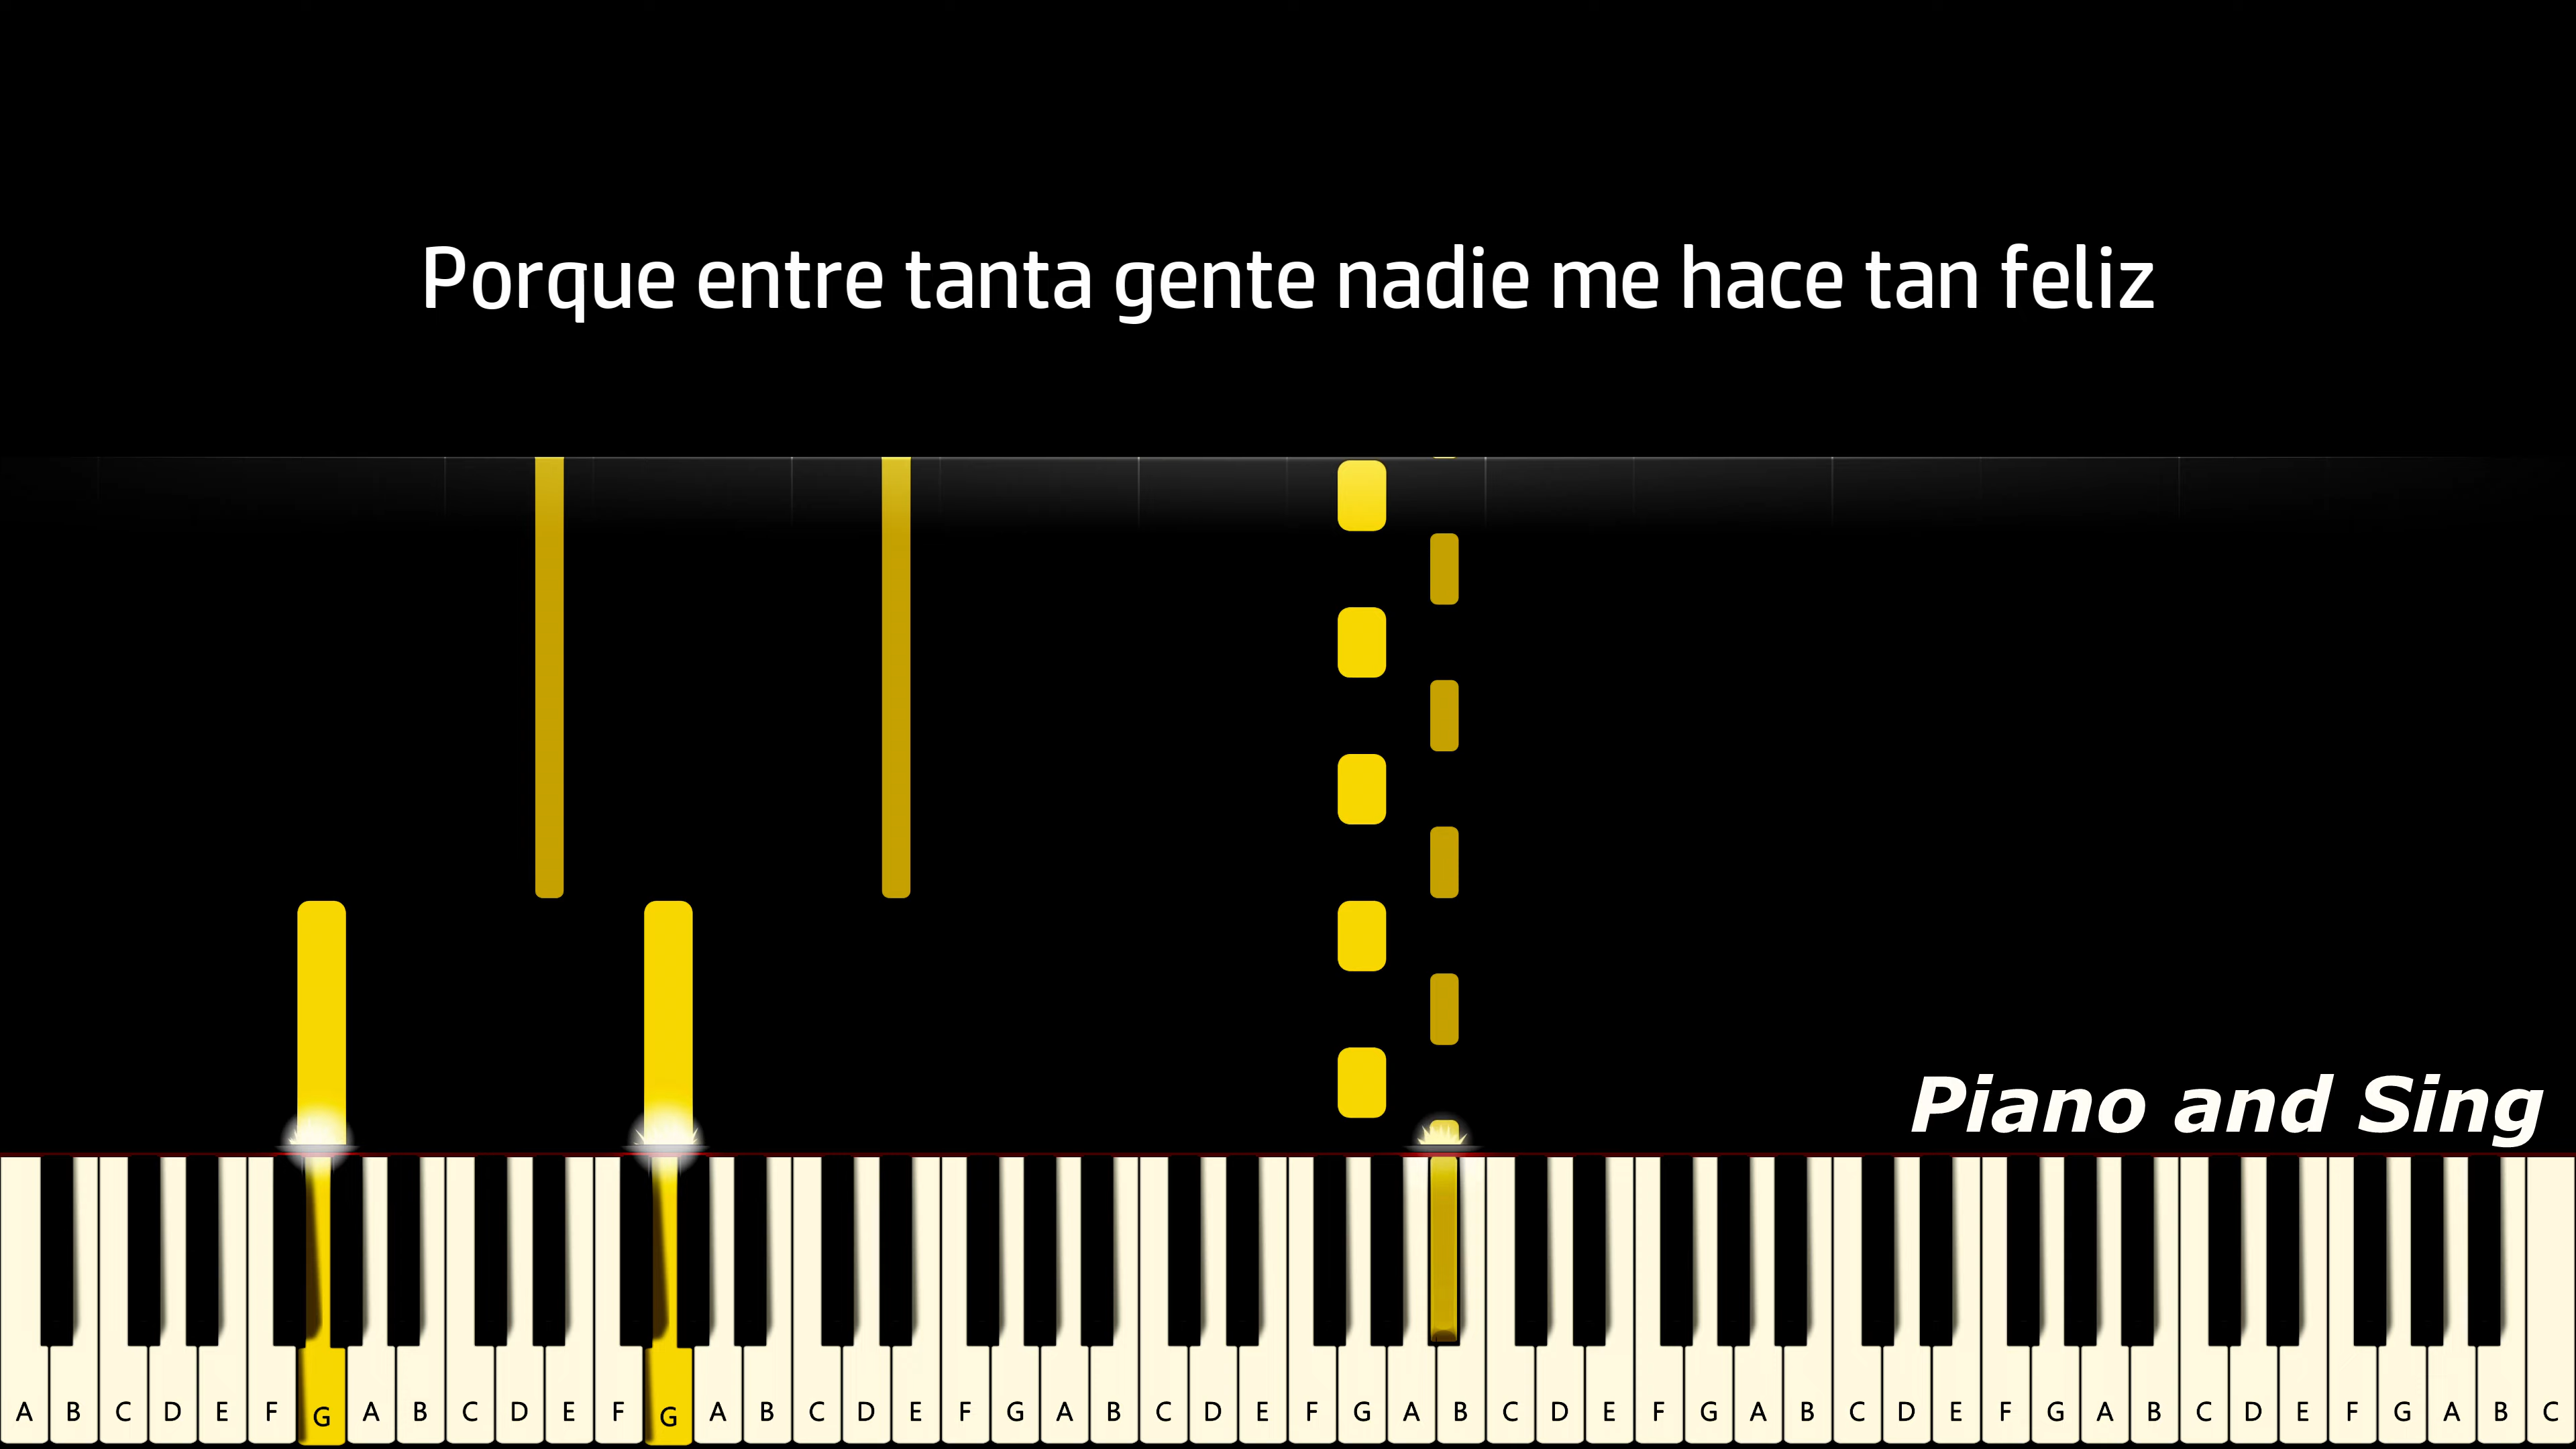 Porque entre tanta gente nadie me hace tan feliz
Piano and Sing
A B C D E F G A B C D E F G A B C D E F G A B C D E F G A B C D E F G A B C D E F G A B C D E F G A B C